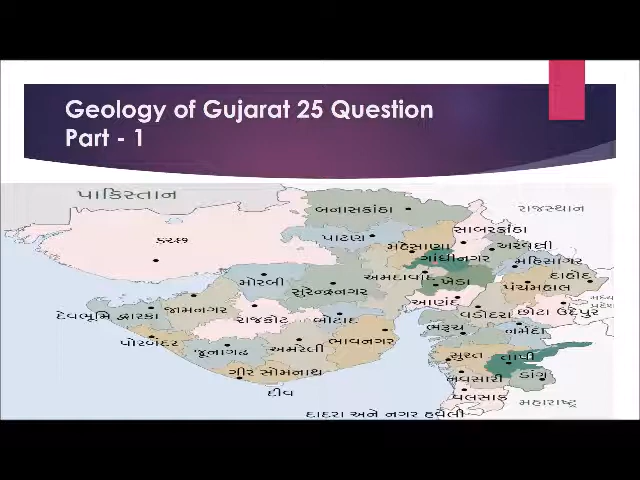 Geology of Gujarat 25 Question
Part - 1
પાકિસ્તાન
રાજસ્થાન
બનાસકાંઠા
પાટણ
સાબરકાંઠા
અરવલ્લી
મહેસાણા
ગાંધીનગર
કચ્છ
મહિસાગર
દાહોદ
અમદાવાદ
ખેડા
પંચમહાલ
મોરબી
સુરેન્દ્રનગર
મધ્ય
પ્રદેશ
આણંદ
છોટા ઉદેપુર
વડોદરા
દેવભૂમિ દ્વારકા
જામનગર
રાજકોટ
બોટાદ
ભરૂચ
નર્મદા
પોરબંદર
જૂનાગઢ
અમરેલી
ભાવનગર
સુરત
તાપી
ગીર સોમનાથ
નવસારી
ડાંગ
દીવ
વલસાડ
મહારાષ્ટ્ર
દાદરા અને નગર હવેલી